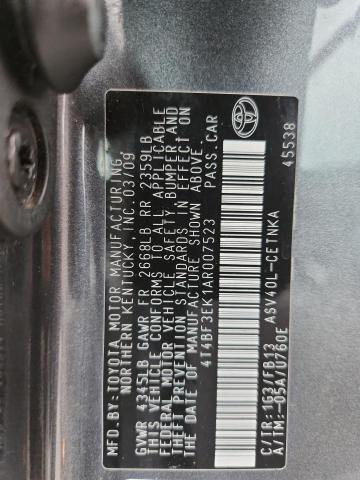 MFD.BY: TOYOTA MOTOR MANUFACTURING,
NORTHERN KENTUCKY, INC.03/09
GVWR 4345LB GAWR FR 2668LB RR 2359LB
THIS VEHICLE CONFORMS TO ALL APPLICABLE
FEDERAL MOTOR VEHICLE SAFETY BUMPER AND
THEFT PREVENTION STANDARDS IN EFFECT ON
THE DATE OF MANUFACTURE SHOWN ABOVE.
4T4BF3EK1AR007523 PASS.CAR
TOYOTA
C/TR:1G3/FB13 ASV40L-CETNKA
A/TM:-05A/U760E 45538